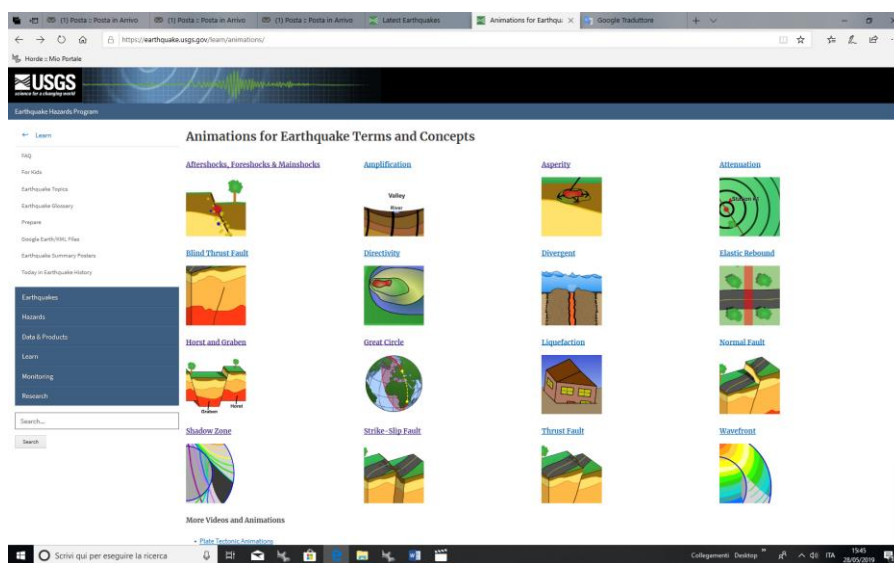 (1) Posta :: Posta in Arrivo
(1) Posta :: Posta in Arrivo
(1) Posta :: Posta in Arrivo
Latest Earthquakes
Animations for Earthqu
Google Traduttore
https://earthquake.usgs.gov/learn/animations/
Horde :: Mio Portale
USGS
science for a changing world
Earthquake Hazards Program
Learn
FAQ
For Kids
Earthquake Topics
Earthquake Glossary
Prepare
Google Earth/KML Files
Earthquake Summary Posters
Today in Earthquake History
Earthquakes
Hazards
Data & Products
Learn
Monitoring
Research
Search...
Search
Animations for Earthquake Terms and Concepts
Aftershocks, Foreshocks & Mainshocks
Amplification
Asperity
Attenuation
Valley
River
Station #1
Blind Thrust Fault
Directivity
Divergent
Elastic Rebound
Horst and Graben
Great Circle
Liquefaction
Normal Fault
Graben
Horst
Shadow Zone
Strike-Slip Fault
Thrust Fault
Wavefront
More Videos and Animations
Plate Tectonic Animations
Scrivi qui per eseguire la ricerca
Collegamenti
Desktop
ITA
15:45
28/05/2019